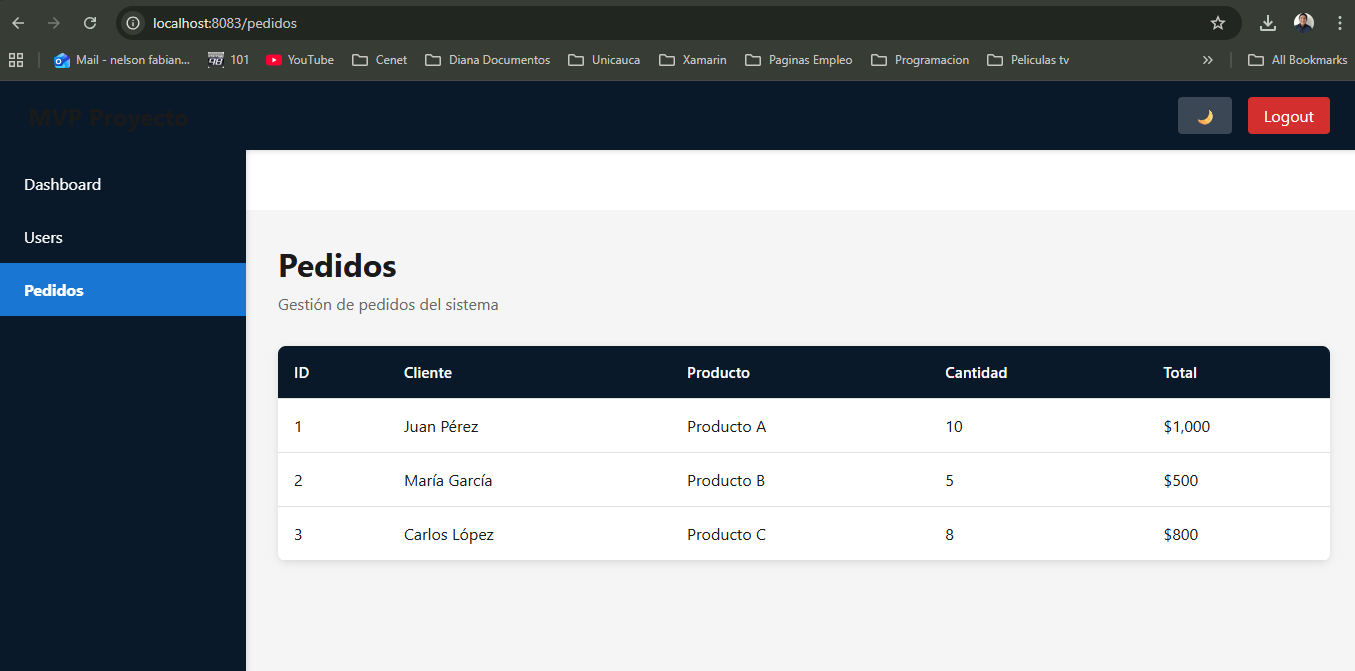 localhost:8083/pedidos
Mail - nelson fabian... 101 YouTube Cenet Diana Documentos Unicauca Xamarin Paginas Empleo Programacion Peliculas tv » All Bookmarks
MVP Proyecto Logout
Dashboard
Users
Pedidos
Pedidos
Gestión de pedidos del sistema
ID Cliente Producto Cantidad Total
1 Juan Pérez Producto A 10 $1,000
2 María García Producto B 5 $500
3 Carlos López Producto C 8 $800